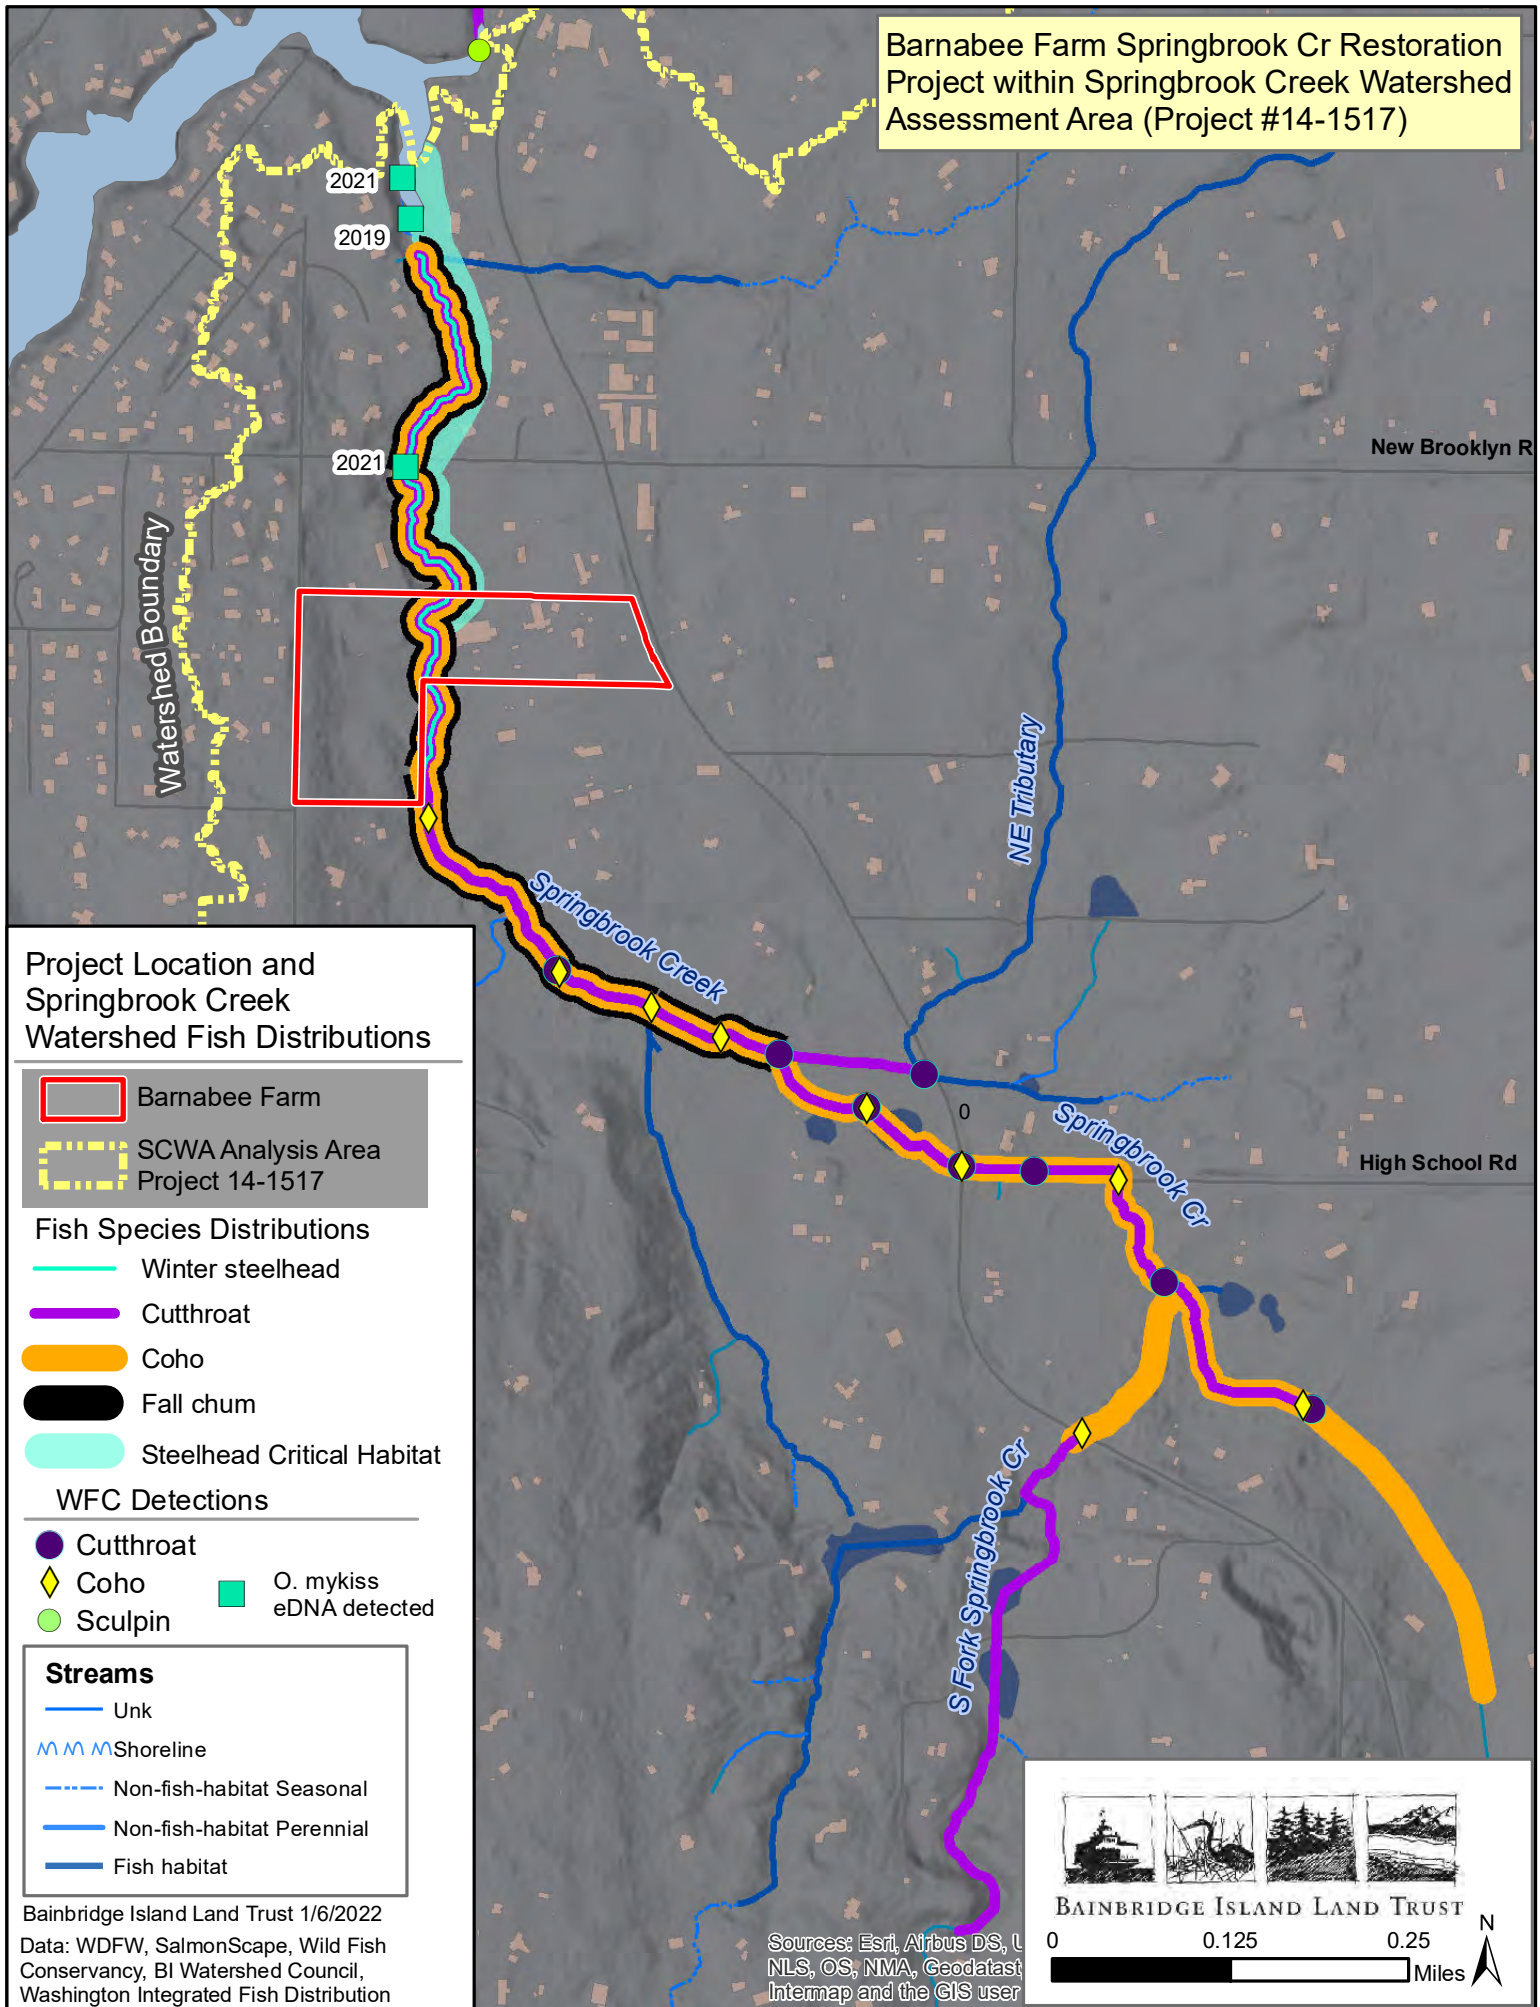 Barnabee Farm Springbrook Cr Restoration
Project within Springbrook Creek Watershed
Assessment Area (Project #14-1517)
2021
2019
2021
New Brooklyn R
Watershed Boundary
NE Tributary
Springbrook Creek
0
Springbrook Cr
High School Rd
S Fork Springbrook Cr
Project Location and
Springbrook Creek
Watershed Fish Distributions
Barnabee Farm
SCWA Analysis Area
Project 14-1517
Fish Species Distributions
Winter steelhead
Cutthroat
Coho
Fall chum
Steelhead Critical Habitat
WFC Detections
Cutthroat
Coho
Sculpin
O. mykiss
eDNA detected
Streams
Unk
Shoreline
Non-fish-habitat Seasonal
Non-fish-habitat Perennial
Fish habitat
Bainbridge Island Land Trust 1/6/2022
Data: WDFW, SalmonScape, Wild Fish
Conservancy, BI Watershed Council,
Washington Integrated Fish Distribution
Sources: Esri, Airbus DS, U
NLS, OS, NMA, Geodatast
Intermap and the GIS user
BAINBRIDGE ISLAND LAND TRUST
N
0 0.125 0.25
Miles